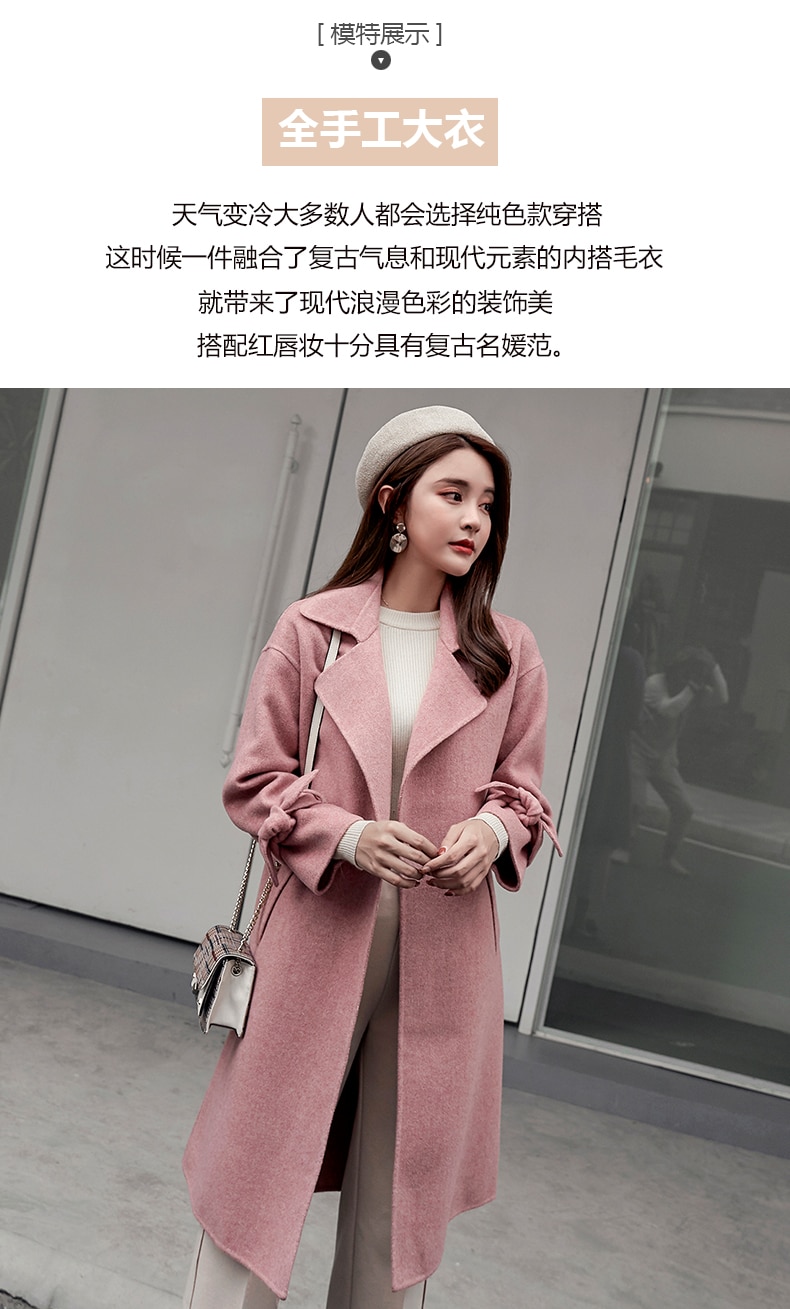 [ 模特展示 ]
全手工大衣
天气变冷大多数人都会选择纯色款穿搭
这时候一件融合了复古气息和现代元素的内搭毛衣
就带来了现代浪漫色彩的装饰美
搭配红唇妆十分具有复古名媛范。